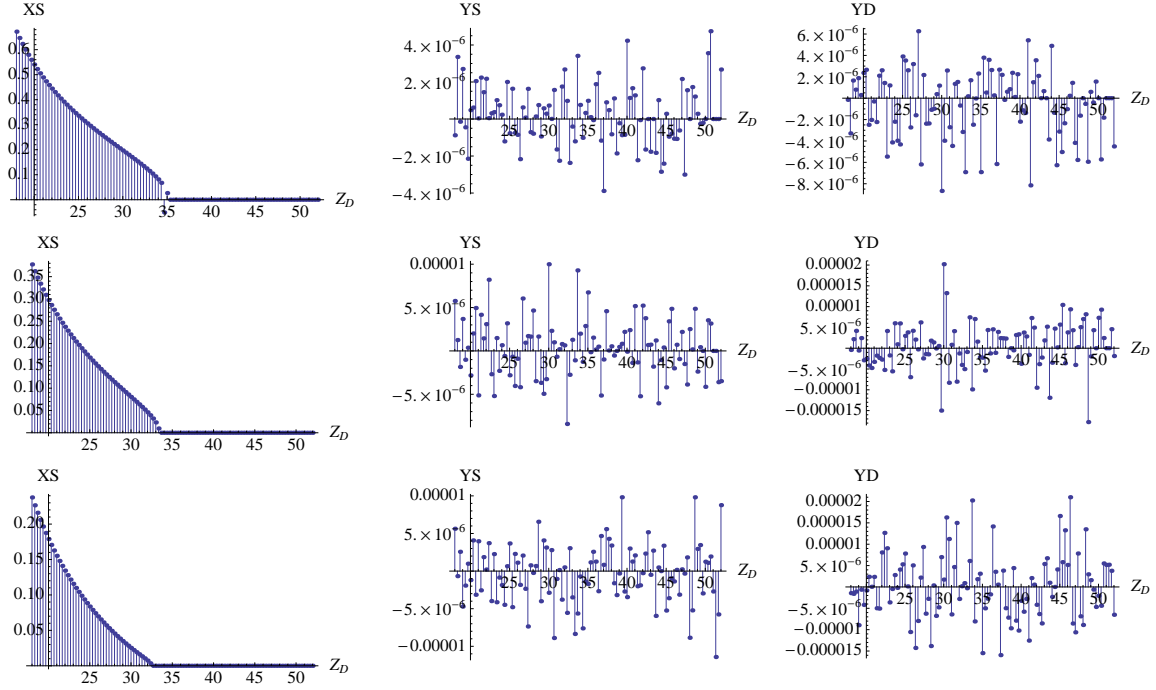 XS
0.6
0.5
0.4
0.3
0.2
0.1
25 30 35 40 45 50 Z_D
YS
4. × 10^-6
2. × 10^-6
25 30 35 40 45 50 Z_D
−2. × 10^-6
−4. × 10^-6
YD
6. × 10^-6
4. × 10^-6
2. × 10^-6
25 30 35 40 45 50 Z_D
−2. × 10^-6
−4. × 10^-6
−6. × 10^-6
−8. × 10^-6
XS
0.35
0.30
0.25
0.20
0.15
0.10
0.05
25 30 35 40 45 50 Z_D
YS
0.00001
5. × 10^-6
25 30 35 40 45 50 Z_D
−5. × 10^-6
YD
0.00002
0.000015
0.00001
5. × 10^-6
25 30 35 40 45 50 Z_D
−5. × 10^-6
−0.00001
−0.000015
XS
0.20
0.15
0.10
0.05
25 30 35 40 45 50 Z_D
YS
0.00001
5. × 10^-6
25 30 35 40 45 50 Z_D
−5. × 10^-6
−0.00001
YD
0.00002
0.000015
0.00001
5. × 10^-6
25 30 35 40 45 50 Z_D
−5. × 10^-6
−0.00001
−0.000015